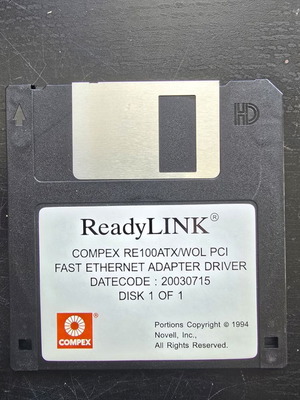 HD
ReadyLINK®
COMPEX RE100ATX/WOL PCI
FAST ETHERNET ADAPTER DRIVER
DATECODE : 20030715
DISK 1 OF 1
COMPEX®
Portions Copyright © 1994
Novell, Inc.,
All Rights Reserved.